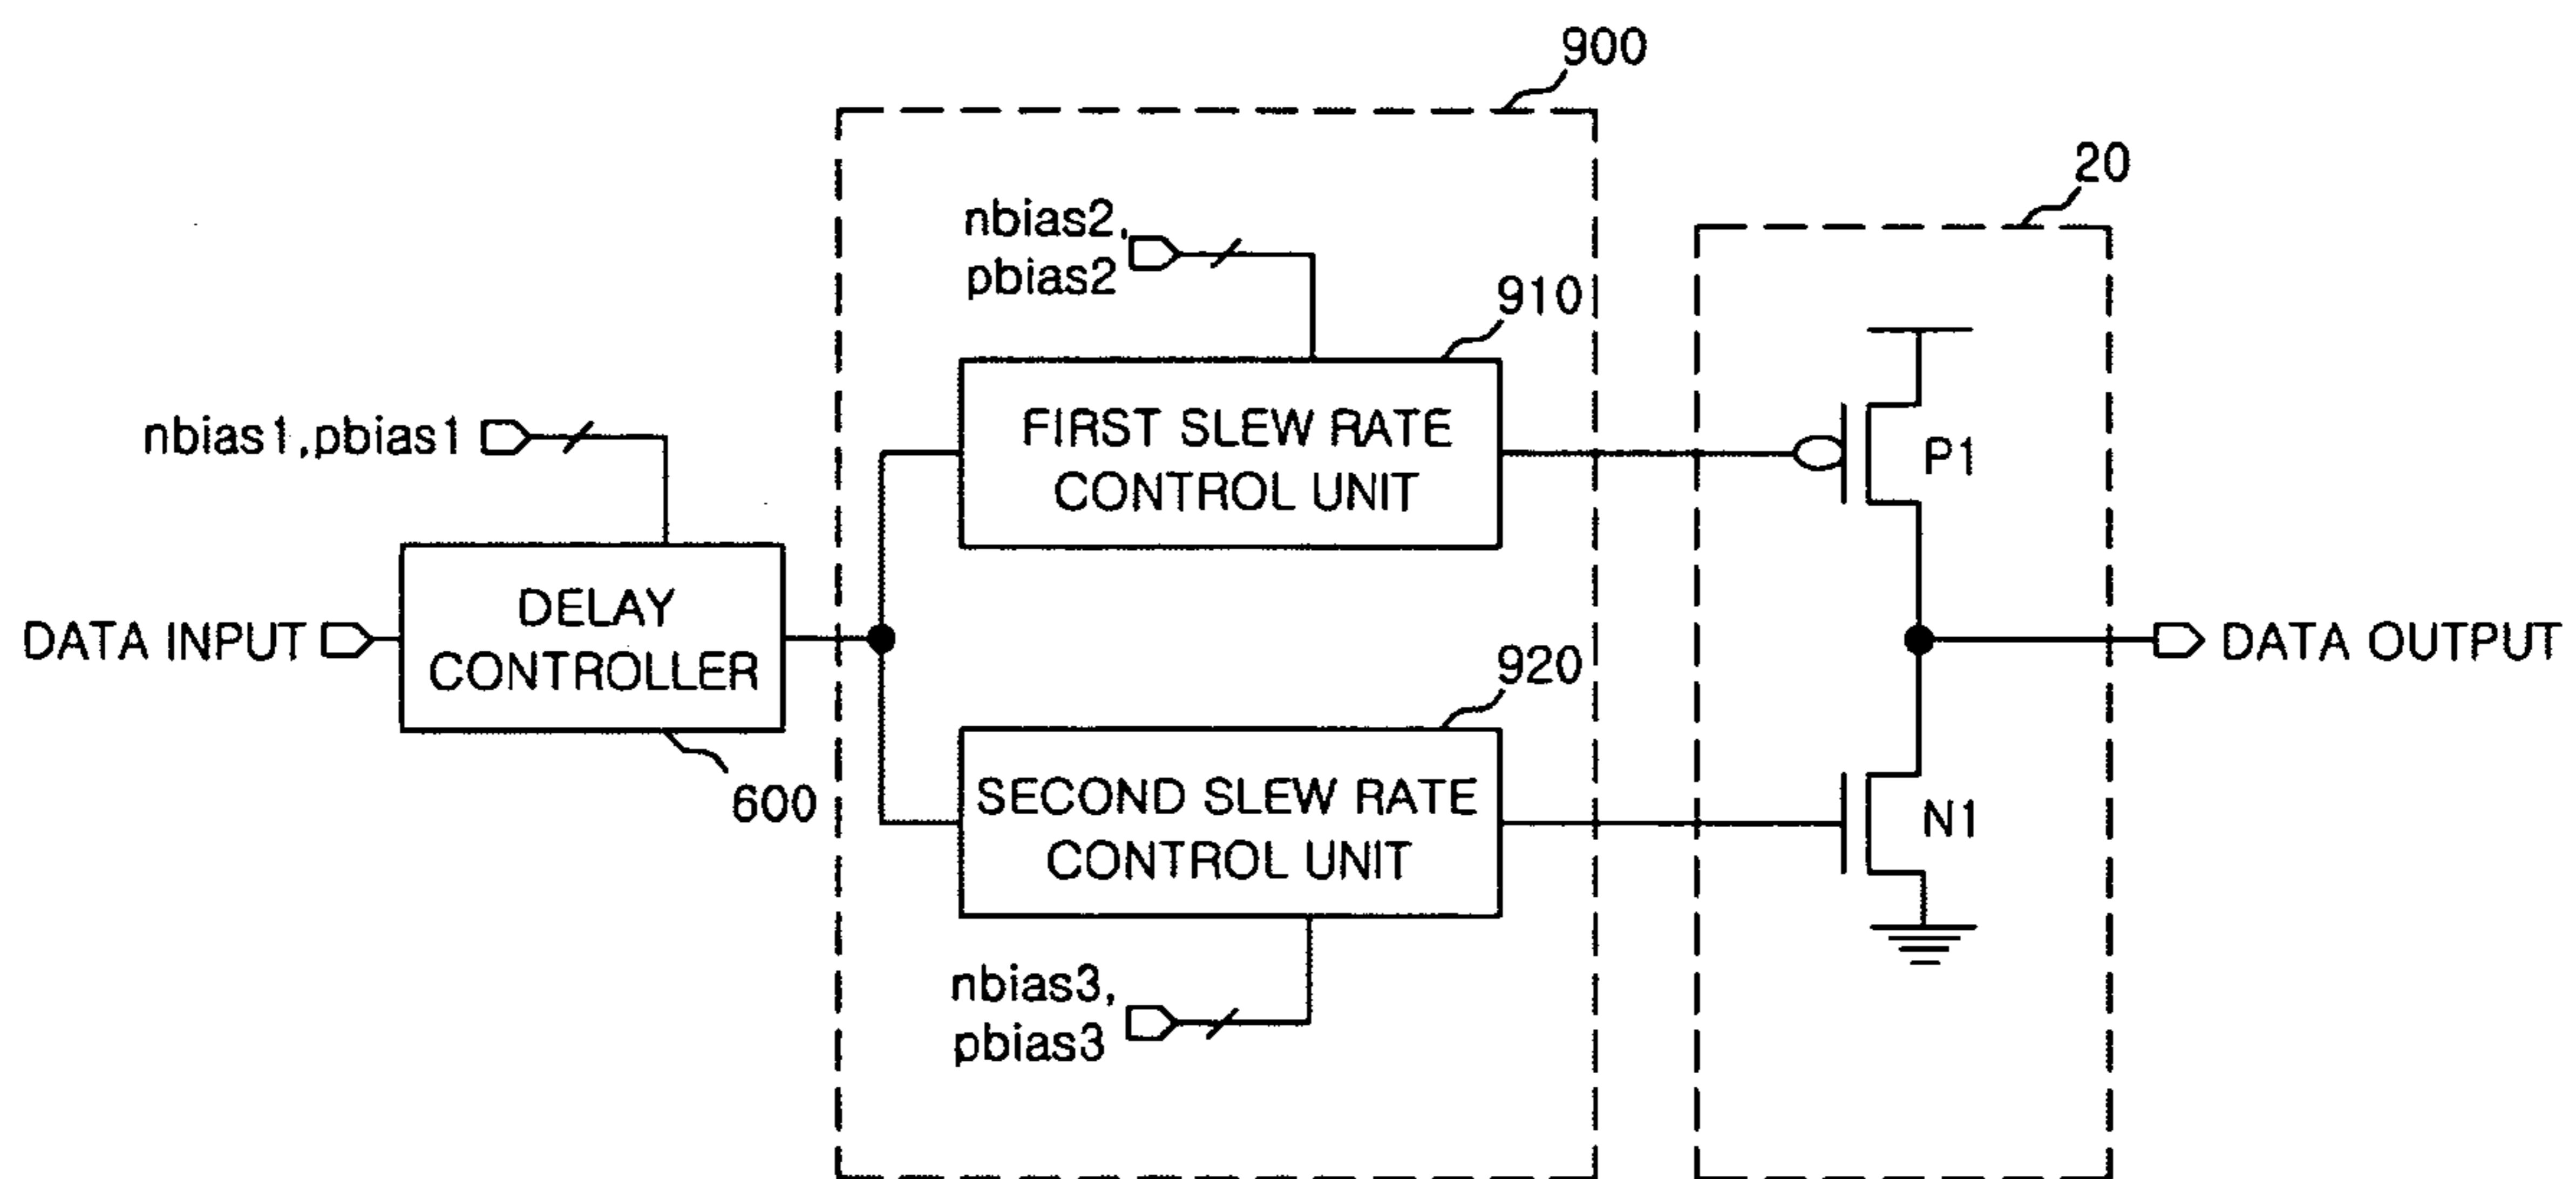 900
20
nbias2,
pbias2
910
nbias1,pbias1
FIRST SLEW RATE
CONTROL UNIT
P1
DELAY
CONTROLLER
DATA INPUT
DATA OUTPUT
600
920
SECOND SLEW RATE
CONTROL UNIT
N1
nbias3,
pbias3